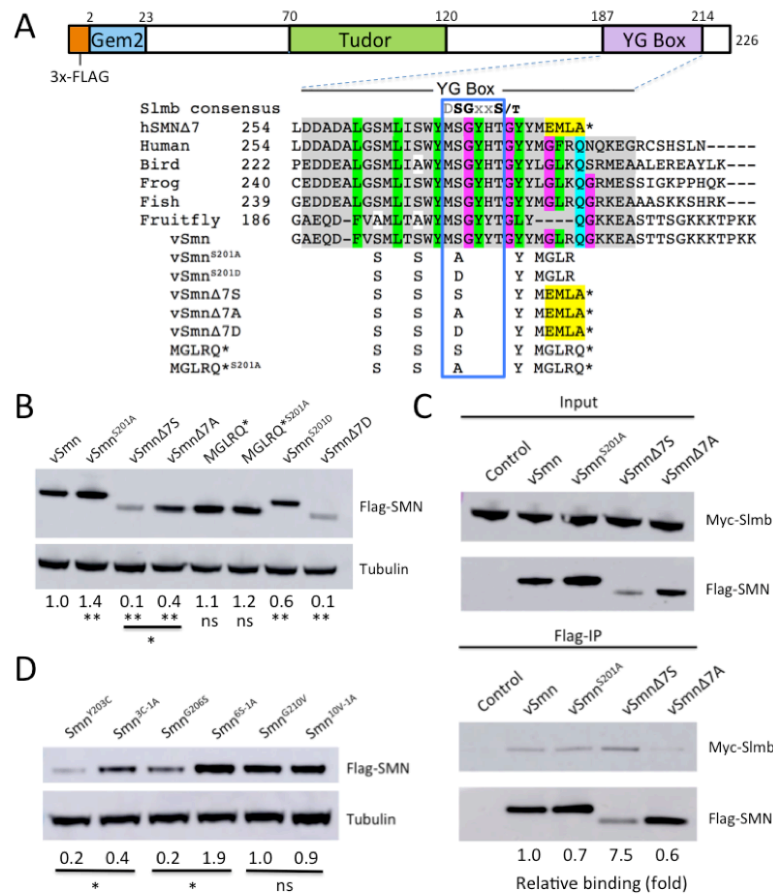 A
2 23 70 120 187 214
Gem2 Tudor YG Box 226
3x-FLAG
YG Box
Slmb consensus DSGxxS/T
hSMNΔ7 254 LDDADALGSMLISWYMSGYHTGYYMEMLA*
Human 254 LDDADALGSMLISWYMSGYHTGYYMGFRQNQKEGRCSHSLN-----
Bird 222 PEDDEALGSMLIAWYMSGYHTGYYLGLKQSRMEAALEREAYLK---
Frog 240 CEDDEALGSMLISWYMSGYHTGYYLGLKQGRMESSIGKPPHQK----
Fish 239 GEDDEALGSMLISWYMSGYHTGYYMGLRQGRKEAAASKKSHRK----
Fruitfly 186 GAEQD-FVAMLTAWYMSGYYTGLY----QGKKEASTTSGKKKTPKK
vSmn GAEQD-FVSMLTSWYMSGYYTGYYMGLRQGKKEASTTSGKKKTPKK
vSmnS201A S S A Y MGLR
vSmnS201D D Y MGLR
vSmnΔ7S S S S Y MEMLA*
vSmnΔ7A S S A Y MEMLA*
vSmnΔ7D S S D Y MEMLA*
MGLRQ* S S S Y MGLRQ*
MGLRQ*S201A S S A Y MGLRQ*
B
vSmn vSmnS201A vSmnΔ7S vSmnΔ7A MGLRQ* MGLRQ*S201A vSmnS201D vSmnΔ7D
Flag-SMN
Tubulin
1.0 1.4 0.1 0.4 1.1 1.2 0.6 0.1
** ** ** ns ns ** **
*
C
Input
Control vSmn vSmnS201A vSmnΔ7S vSmnΔ7A
Myc-Slmb
Flag-SMN
Flag-IP
Control vSmn vSmnS201A vSmnΔ7S vSmnΔ7A
Myc-Slmb
Flag-SMN
1.0 0.7 7.5 0.6
Relative binding (fold)
D
SmnY203C Smn3C-1A SmnG206S Smn6S-1A SmnG210V Smn10V-1A
Flag-SMN
Tubulin
0.2 0.4 0.2 1.9 1.0 0.9
* * ns